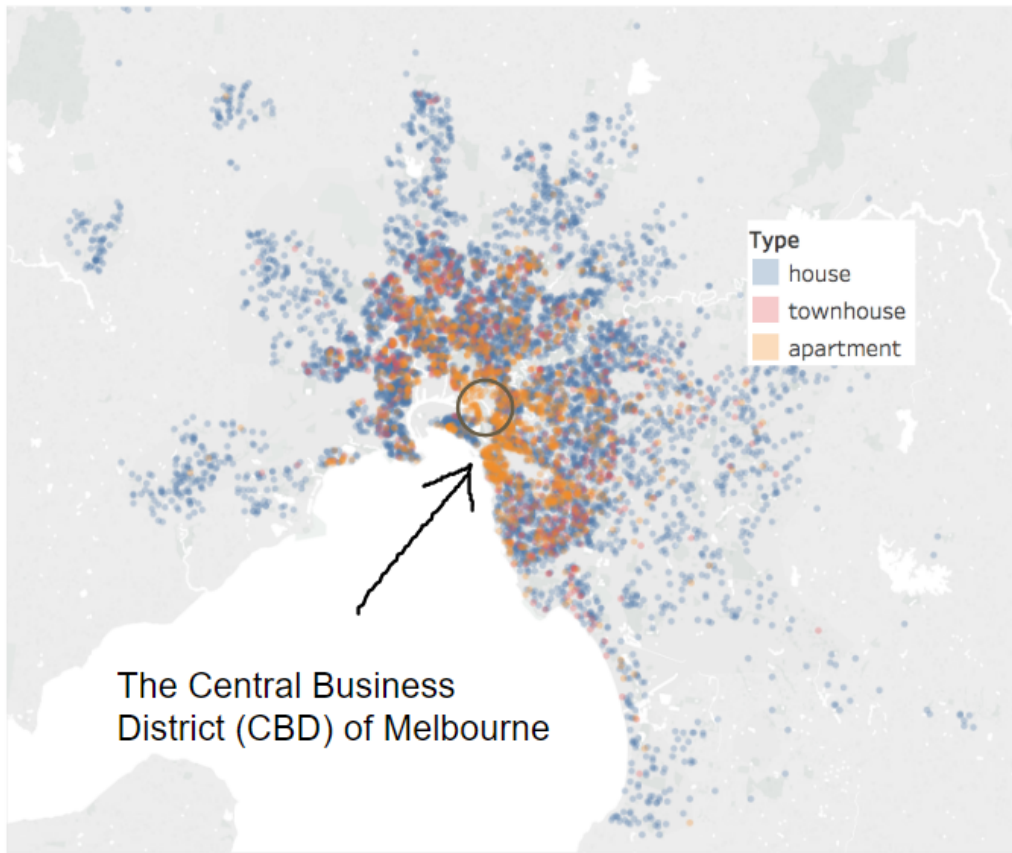 Type
house
townhouse
apartment
The Central Business
District (CBD) of Melbourne